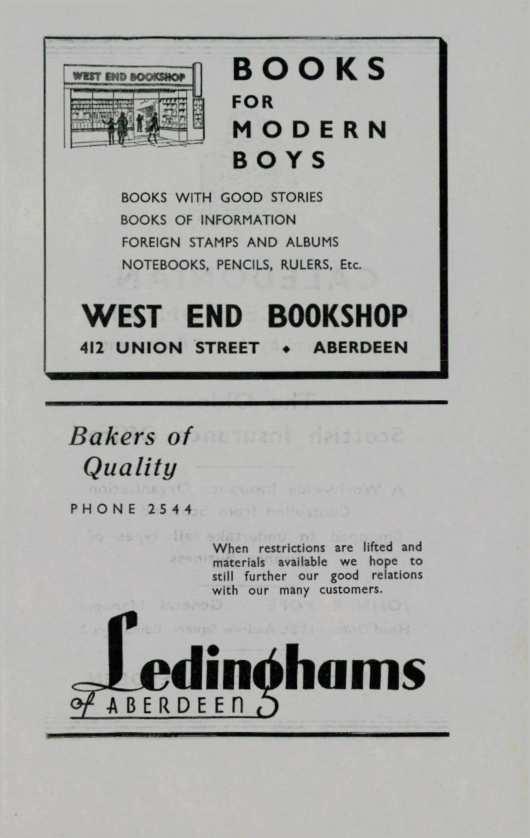 WEST END BOOKSHOP
BOOKS
FOR
MODERN
BOYS
BOOKS WITH GOOD STORIES
BOOKS OF INFORMATION
FOREIGN STAMPS AND ALBUMS
NOTEBOOKS, PENCILS, RULERS, Etc.
WEST END BOOKSHOP
412 UNION STREET ♦ ABERDEEN
Bakers of
Quality
PHONE 2544
When restrictions are lifted and
materials available we hope to
still further our good relations
with our many customers.
Ledinghams
of ABERDEEN